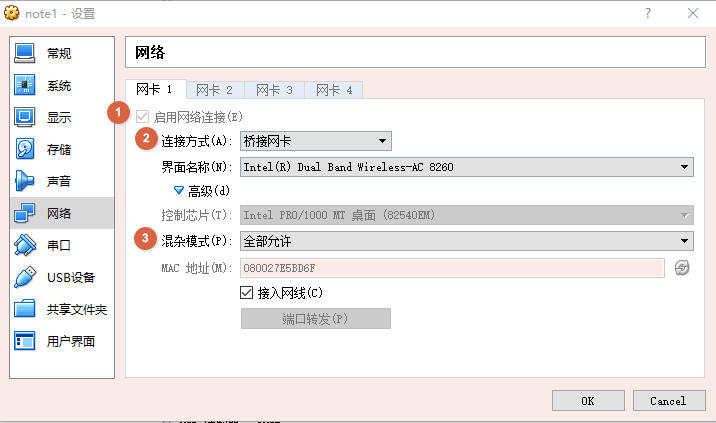 note1 - 设置
常规
系统
显示
存储
声音
网络
串口
USB设备
共享文件夹
用户界面
网络
网卡 1 网卡 2 网卡 3 网卡 4
1 启用网络连接(E)
2 连接方式(A): 桥接网卡
界面名称(N): Intel(R) Dual Band Wireless-AC 8260
高级(d)
控制芯片(T): Intel PRO/1000 MT 桌面 (82540EM)
3 混杂模式(P): 全部允许
MAC 地址(M): 080027E5BD6F
接入网线(C)
端口转发(P)
OK Cancel